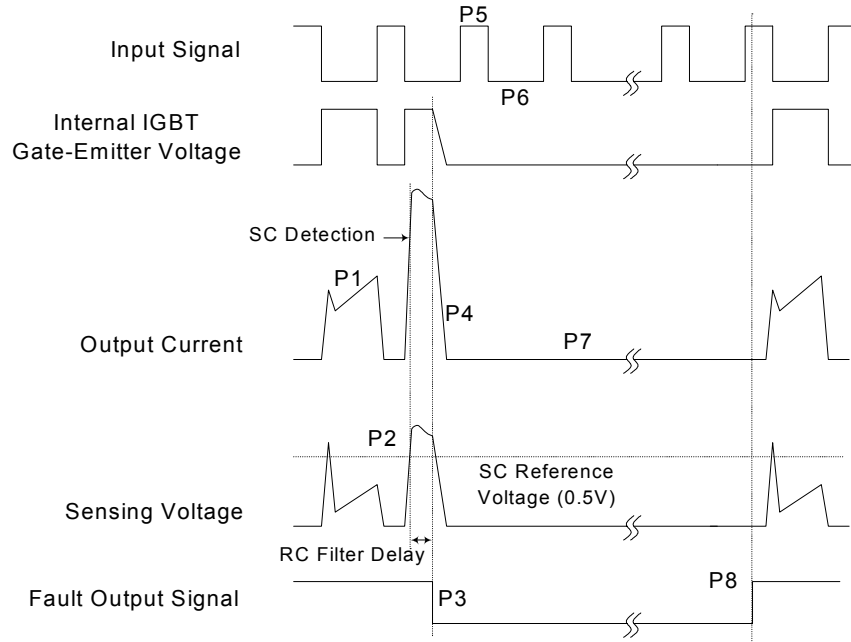 P5
Input Signal
P6
Internal IGBT
Gate-Emitter Voltage
SC Detection
P1
P4
Output Current
P7
P2
SC Reference
Voltage (0.5V)
Sensing Voltage
RC Filter Delay
P8
Fault Output Signal
P3